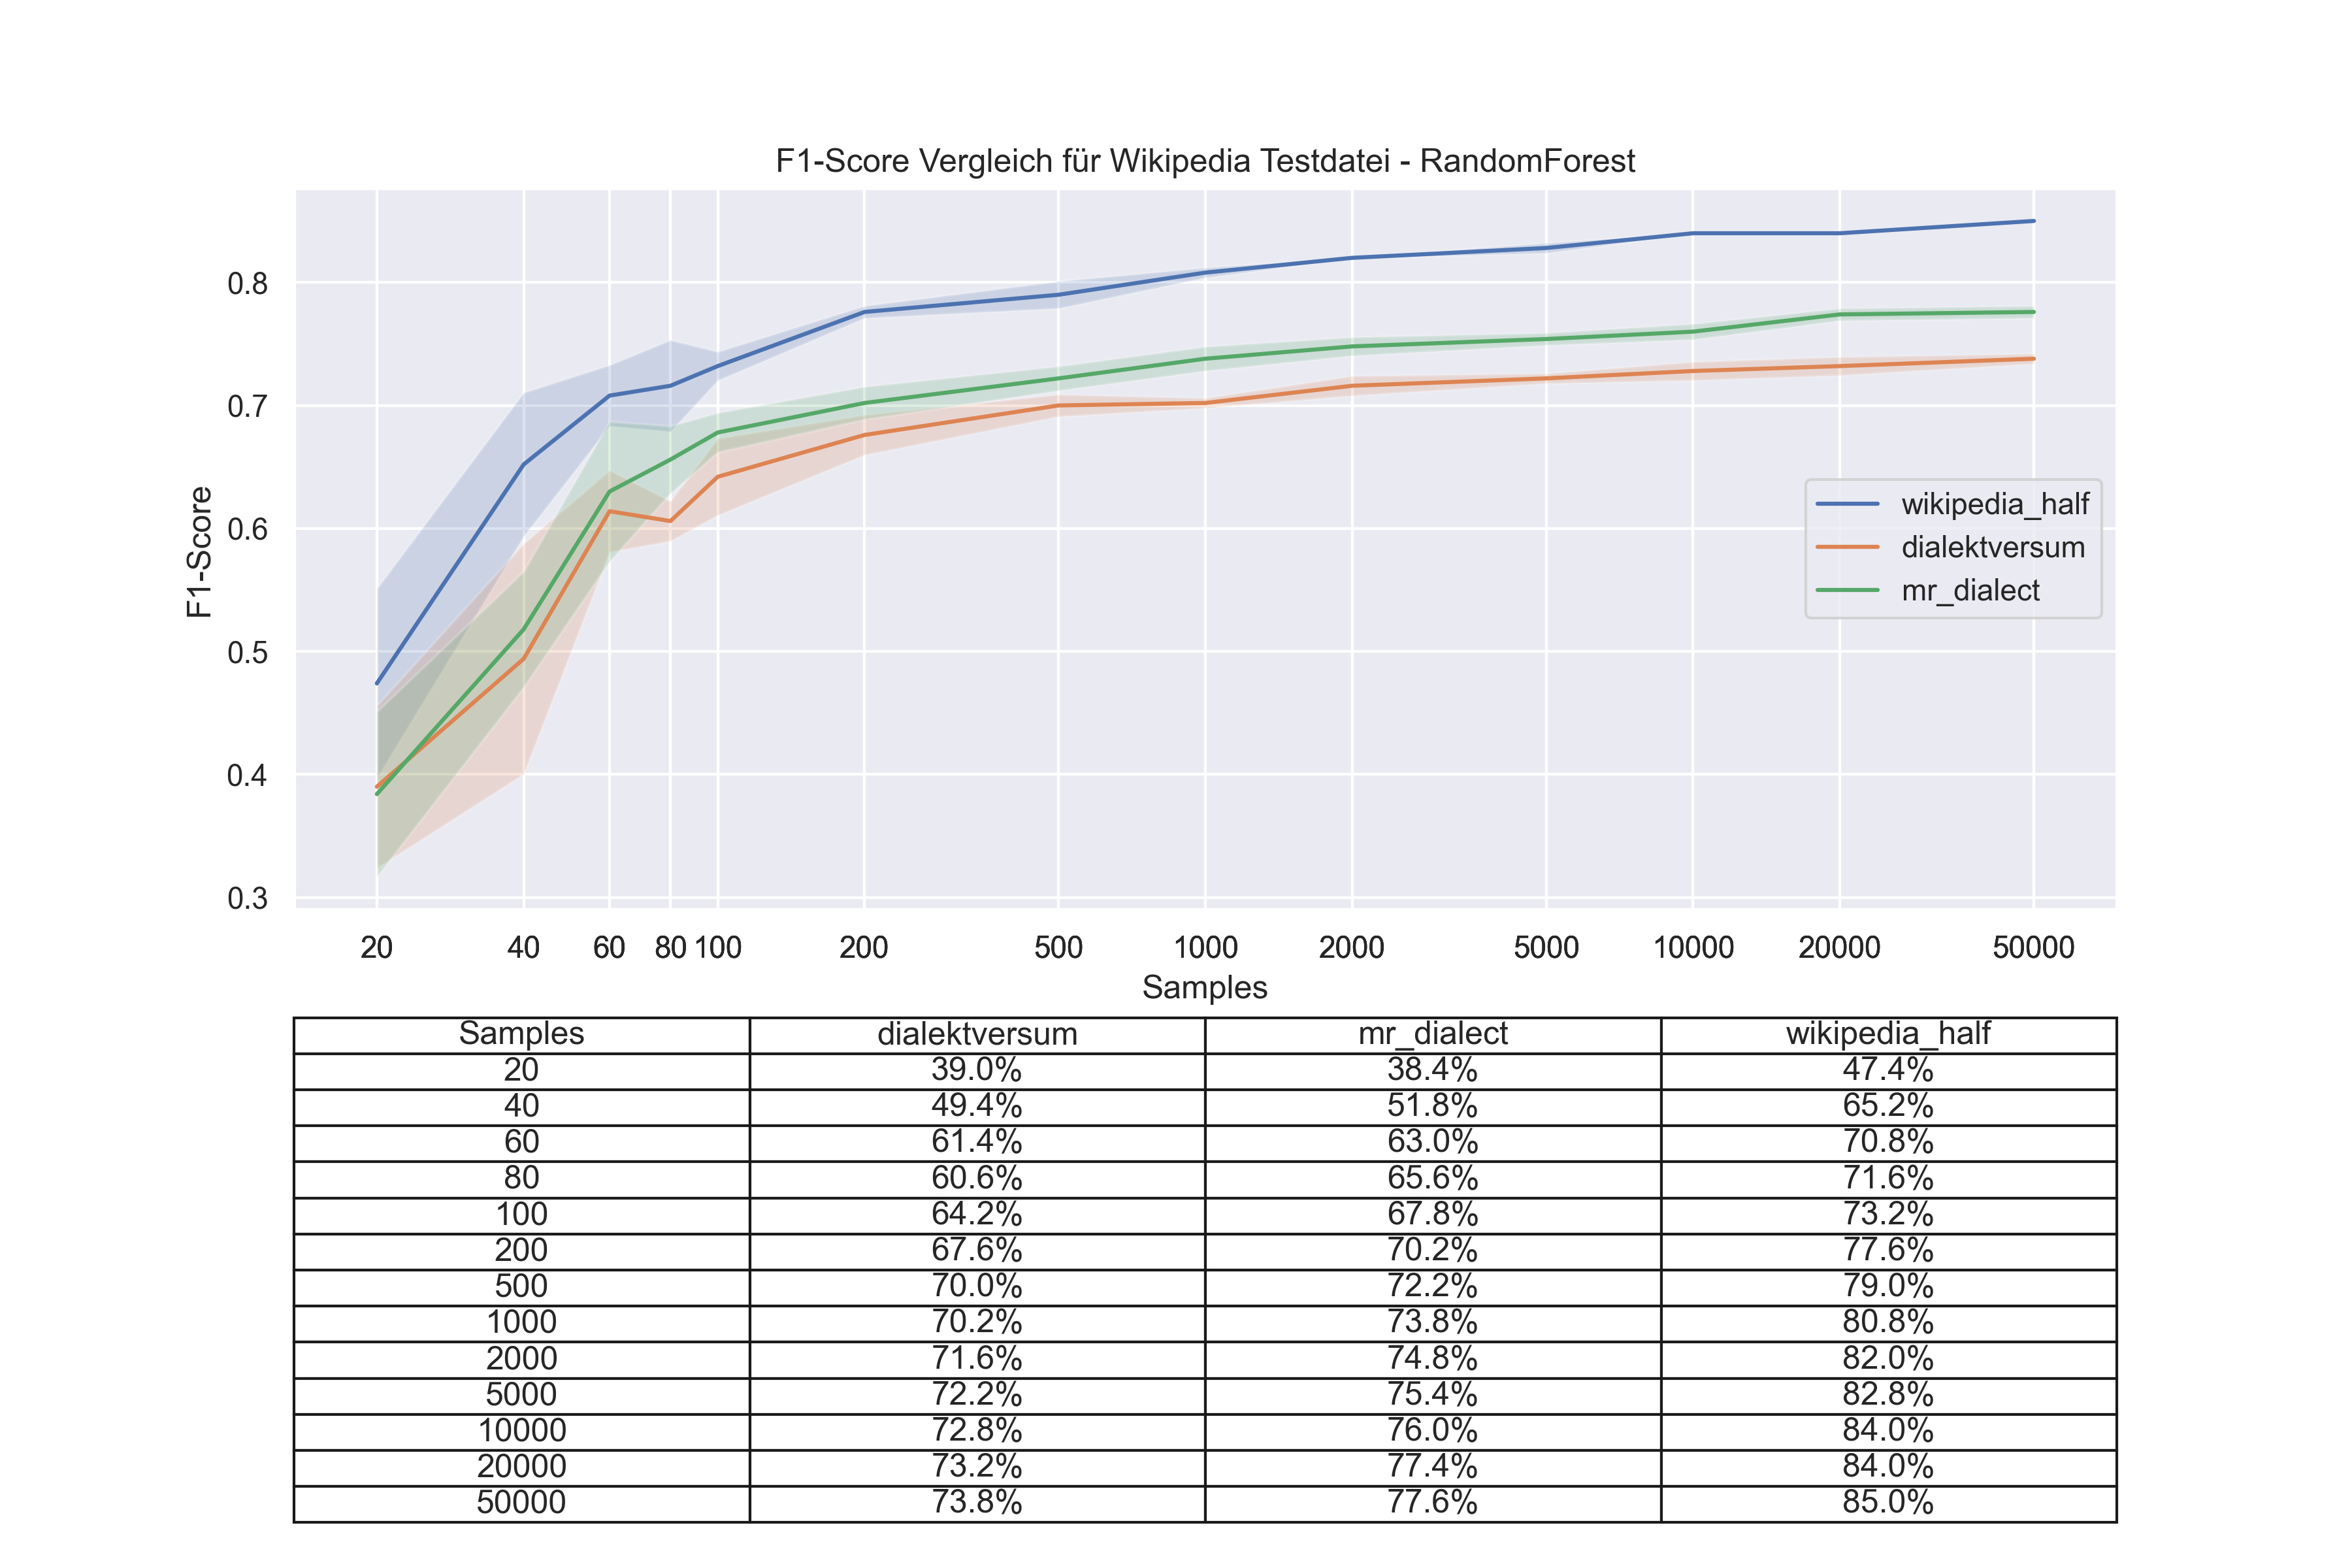 F1-Score Vergleich für Wikipedia Testdatei - RandomForest
F1-Score
0.8
0.7
0.6
0.5
0.4
0.3
wikipedia_half
dialektversum
mr_dialect
20 40 60 80 100 200 500 1000 2000 5000 10000 20000 50000
Samples
Samples dialektversum mr_dialect wikipedia_half
20 39.0% 38.4% 47.4%
40 49.4% 51.8% 65.2%
60 61.4% 63.0% 70.8%
80 60.6% 65.6% 71.6%
100 64.2% 67.8% 73.2%
200 67.6% 70.2% 77.6%
500 70.0% 72.2% 79.0%
1000 70.2% 73.8% 80.8%
2000 71.6% 74.8% 82.0%
5000 72.2% 75.4% 82.8%
10000 72.8% 76.0% 84.0%
20000 73.2% 77.4% 84.0%
50000 73.8% 77.6% 85.0%